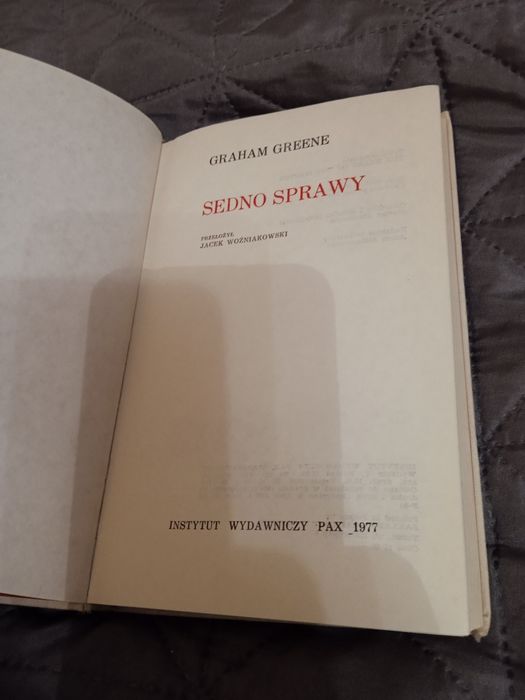 GRAHAM GREENE
SEDNO SPRAWY
PRZEŁOŻYŁ
JACEK WOŹNIAKOWSKI
INSTYTUT WYDAWNICZY PAX 1977